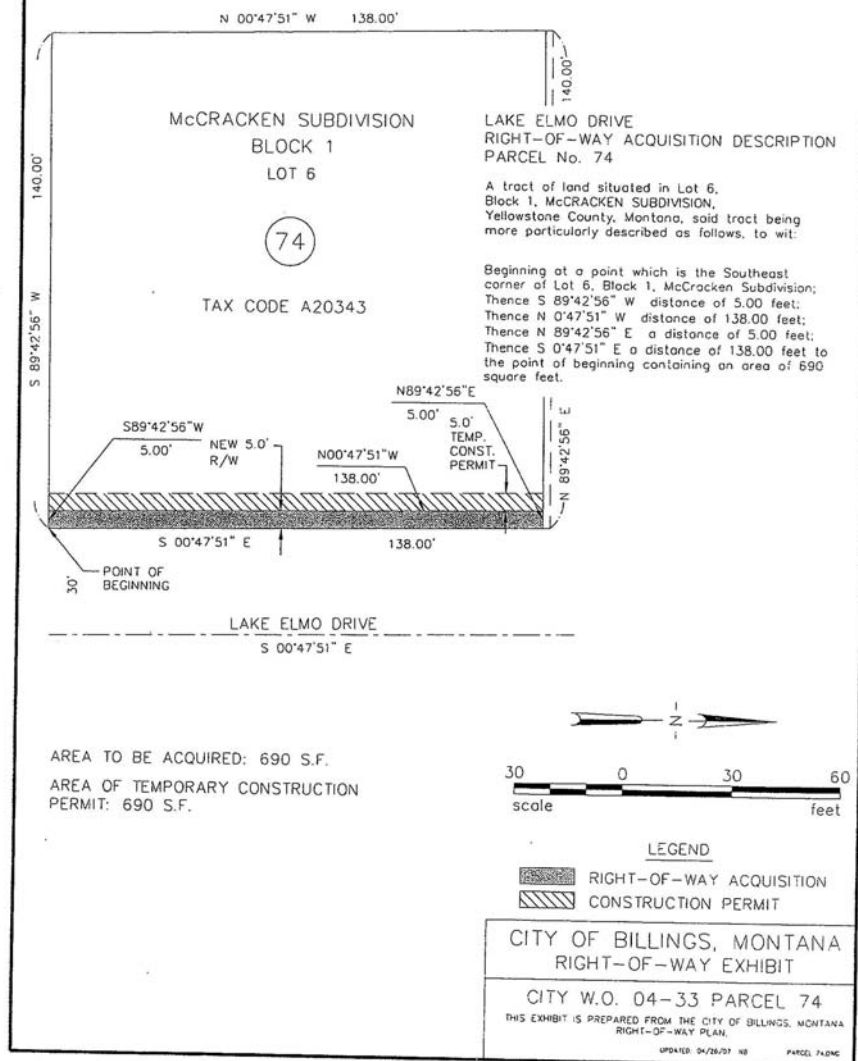 N 00°47'51" W 138.00'
140.00'
140.00'
McCRACKEN SUBDIVISION
BLOCK 1
LOT 6
74
TAX CODE A20343
S 89°42'56" W
LAKE ELMO DRIVE
RIGHT-OF-WAY ACQUISITION DESCRIPTION
PARCEL No. 74
A tract of land situated in Lot 6,
Block 1, McCRACKEN SUBDIVISION,
Yellowstone County, Montana, said tract being
more particularly described as follows, to wit:
Beginning at a point which is the Southeast
corner of Lot 6, Block 1, McCracken Subdivision;
Thence S 89°42'56" W distance of 5.00 feet;
Thence N 0°47'51" W distance of 138.00 feet;
Thence N 89°42'56" E a distance of 5.00 feet;
Thence S 0°47'51" E a distance of 138.00 feet to
the point of beginning containing an area of 690
square feet.
S89°42'56"W
5.00'
NEW 5.0'
R/W
N00°47'51"W
138.00'
N89°42'56"E
5.00'
5.0'
TEMP.
CONST.
PERMIT
N 89°42'56" E
S 00°47'51" E 138.00'
POINT OF
BEGINNING
30'
LAKE ELMO DRIVE
S 00°47'51" E
AREA TO BE ACQUIRED: 690 S.F.
AREA OF TEMPORARY CONSTRUCTION
PERMIT: 690 S.F.
N
30 0 30 60
scale feet
LEGEND
RIGHT-OF-WAY ACQUISITION
CONSTRUCTION PERMIT
CITY OF BILLINGS, MONTANA
RIGHT-OF-WAY EXHIBIT
CITY W.O. 04-33 PARCEL 74
THIS EXHIBIT IS PREPARED FROM THE CITY OF BILLINGS, MONTANA
RIGHT-OF-WAY PLAN.
UPDATED: 04/26/07 PARCEL 74.DWG